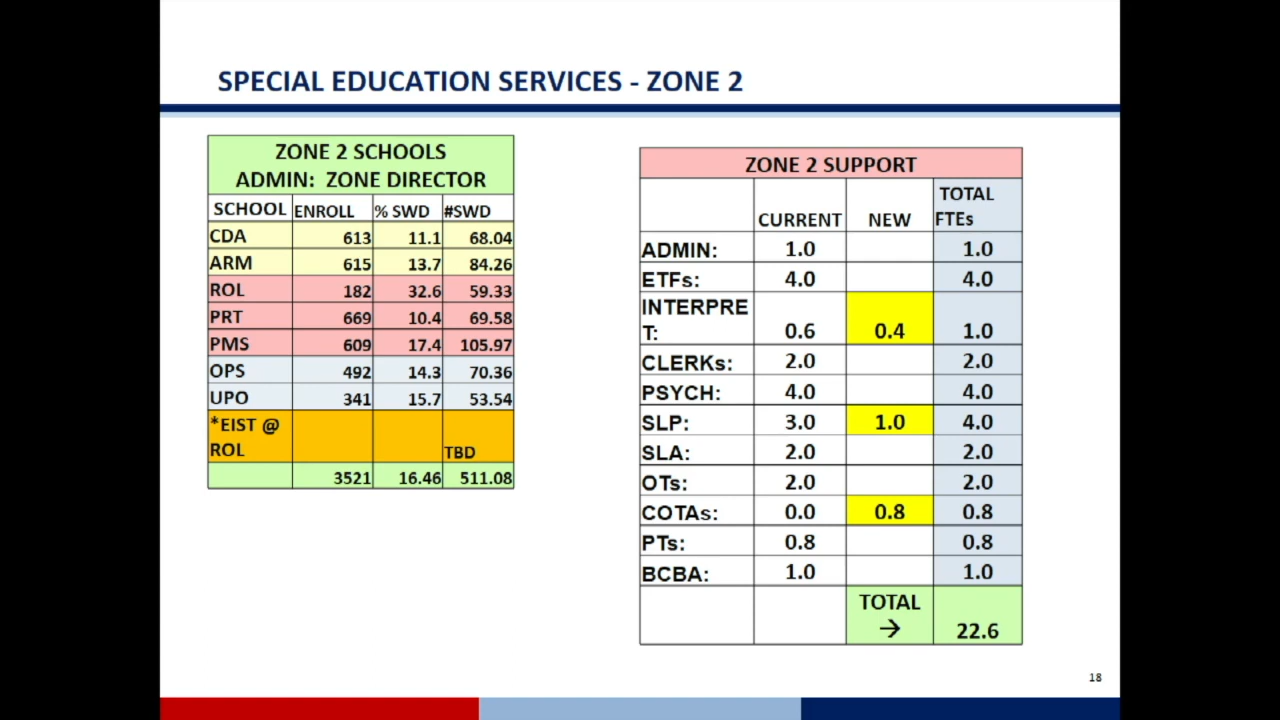 SPECIAL EDUCATION SERVICES - ZONE 2
ZONE 2 SCHOOLS
ADMIN: ZONE DIRECTOR
SCHOOL ENROLL % SWD #SWD
CDA 613 11.1 68.04
ARM 615 13.7 84.26
ROL 182 32.6 59.33
PRT 669 10.4 69.58
PMS 609 17.4 105.97
OPS 492 14.3 70.36
UPO 341 15.7 53.54
*EIST @
ROL TBD
3521 16.46 511.08
ZONE 2 SUPPORT
TOTAL
CURRENT NEW FTEs
ADMIN: 1.0 1.0
ETFs: 4.0 4.0
INTERPRE
T: 0.6 0.4 1.0
CLERKs: 2.0 2.0
PSYCH: 4.0 4.0
SLP: 3.0 1.0 4.0
SLA: 2.0 2.0
OTs: 2.0 2.0
COTAs: 0.0 0.8 0.8
PTs: 0.8 0.8
BCBA: 1.0 1.0
TOTAL
→ 22.6
18